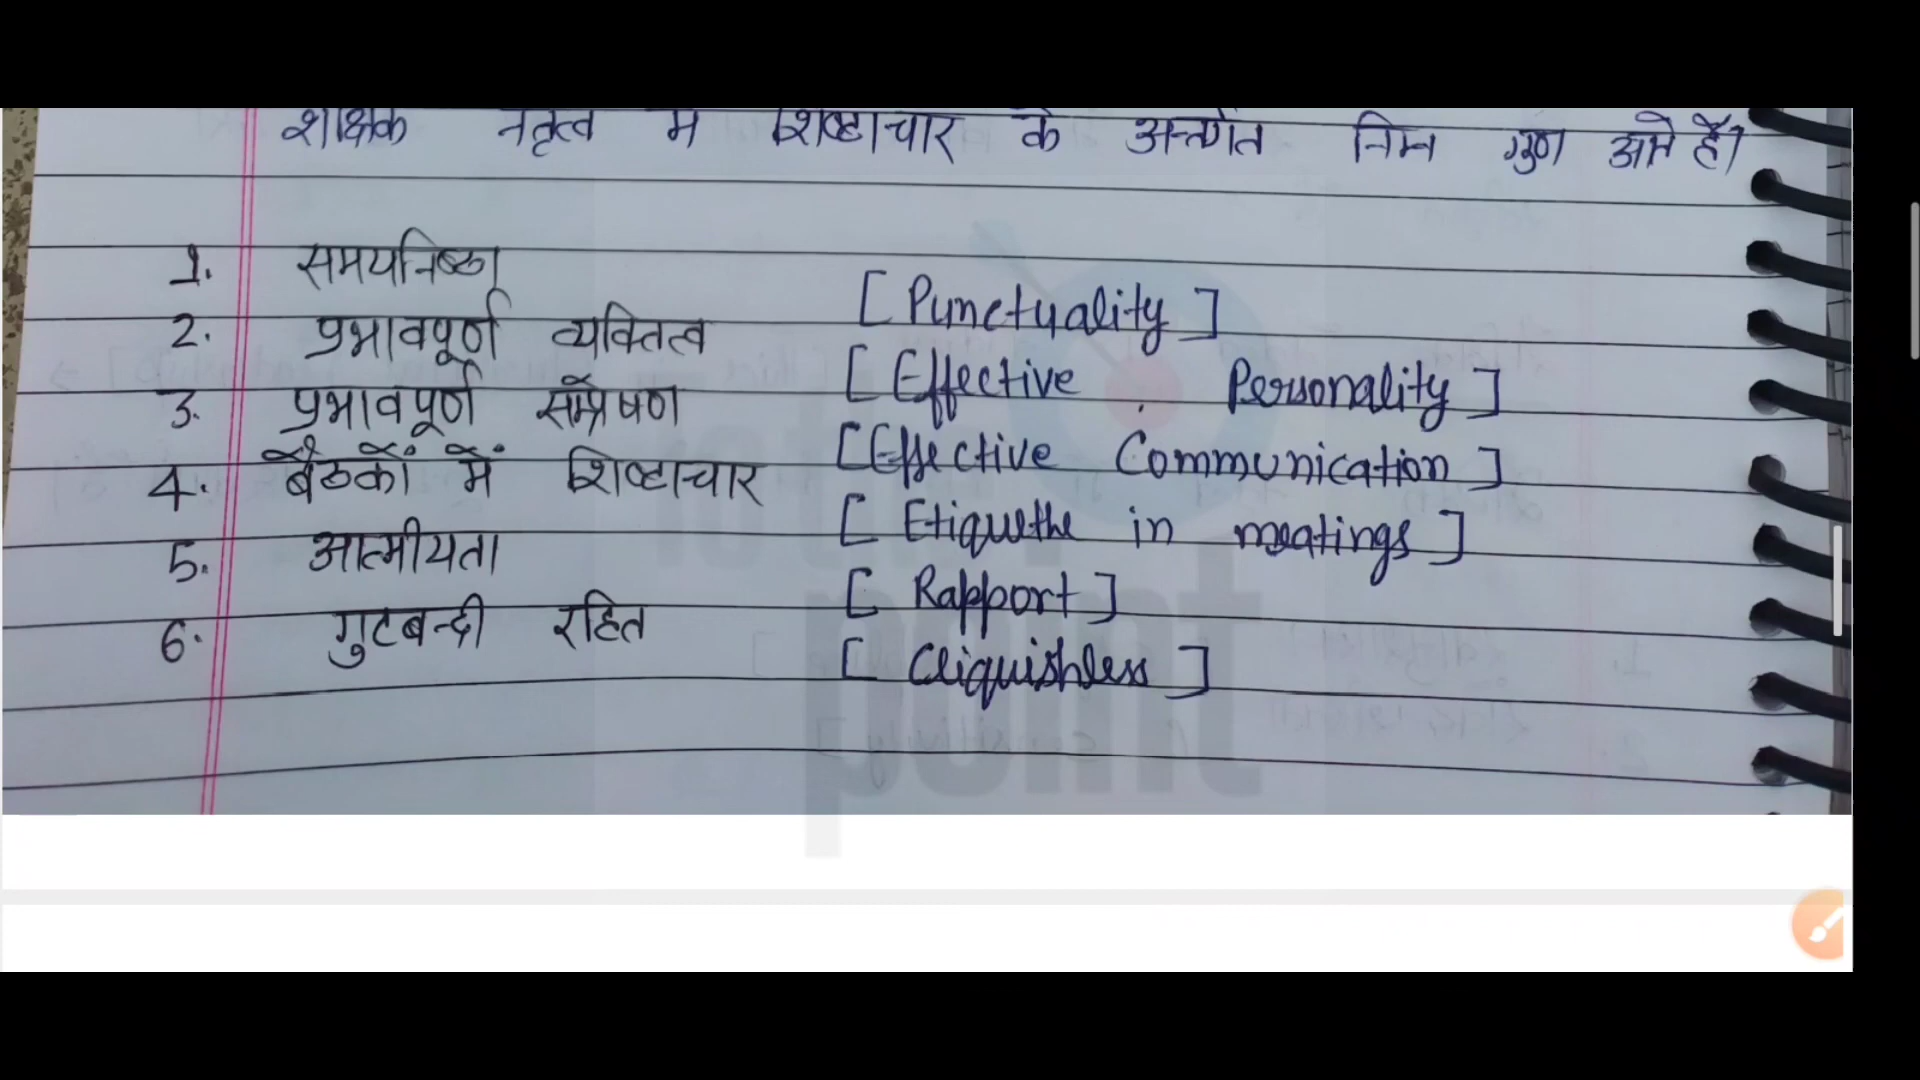 शैक्षिक नेतृत्व में शिष्टाचार के अन्तर्गत निम्न गुण आते हैं।
1. समयनिष्ठा [ Punctuality ]
2. प्रभावपूर्ण व्यक्तित्व [ Effective Personality ]
3. प्रभावपूर्ण सम्प्रेषण [ Effective Communication ]
4. बैठकों में शिष्टाचार [ Etiquethe in meatings ]
5. आत्मीयता [ Rapport ]
6. गुटबन्दी रहित [ Cliquishless ]
point